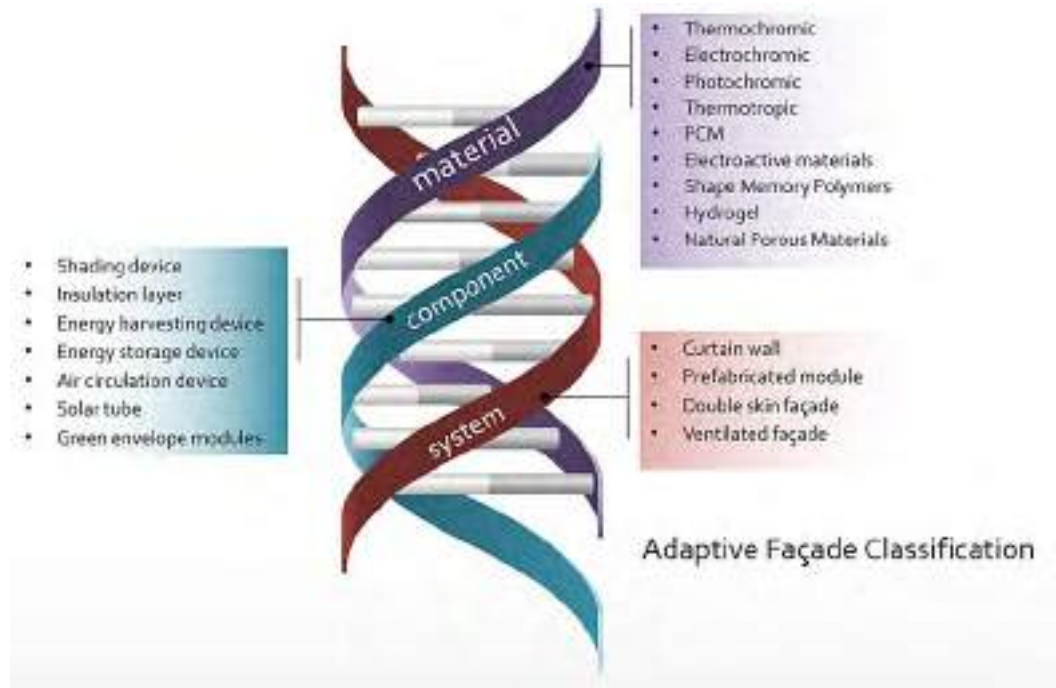 • Thermochromic
• Electrochromic
• Photochromic
• Thermotropic
• PCM
• Electroactive materials
• Shape Memory Polymers
• Hydrogel
• Natural Porous Materials
material
component
system
• Shading device
• Insulation layer
• Energy harvesting device
• Energy storage device
• Air circulation device
• Solar tube
• Green envelope modules
• Curtain wall
• Prefabricated module
• Double skin façade
• Ventilated façade
Adaptive Façade Classification